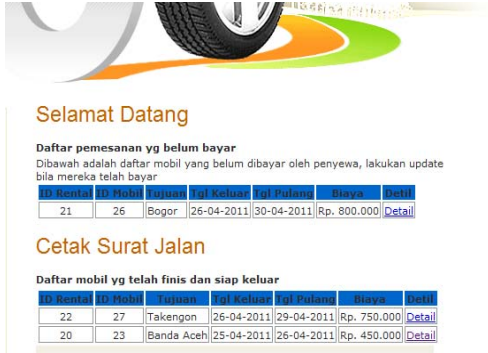 Selamat Datang
Daftar pemesanan yg belum bayar
Dibawah adalah daftar mobil yang belum dibayar oleh penyewa, lakukan update
bila mereka telah bayar
ID Rental ID Mobil Tujuan Tgl Keluar Tgl Pulang Biaya Detil
21 26 Bogor 26-04-2011 30-04-2011 Rp. 800.000 Detail
Cetak Surat Jalan
Daftar mobil yg telah finis dan siap keluar
ID Rental ID Mobil Tujuan Tgl Keluar Tgl Pulang Biaya Detil
22 27 Takengon 26-04-2011 29-04-2011 Rp. 750.000 Detail
20 23 Banda Aceh 25-04-2011 26-04-2011 Rp. 450.000 Detail